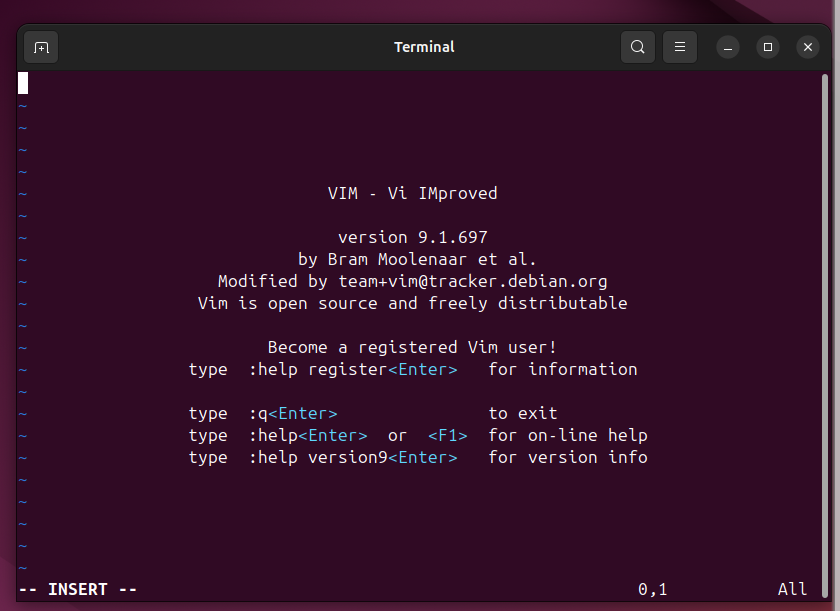 Terminal
~
~
~
~
~ VIM - Vi IMproved
~
~ version 9.1.697
~ by Bram Moolenaar et al.
~ Modified by team+vim@tracker.debian.org
~ Vim is open source and freely distributable
~
~ Become a registered Vim user!
~ type :help register<Enter> for information
~
~ type :q<Enter> to exit
~ type :help<Enter> or <F1> for on-line help
~ type :help version9<Enter> for version info
~
~
~
~
~
-- INSERT -- 0,1 All